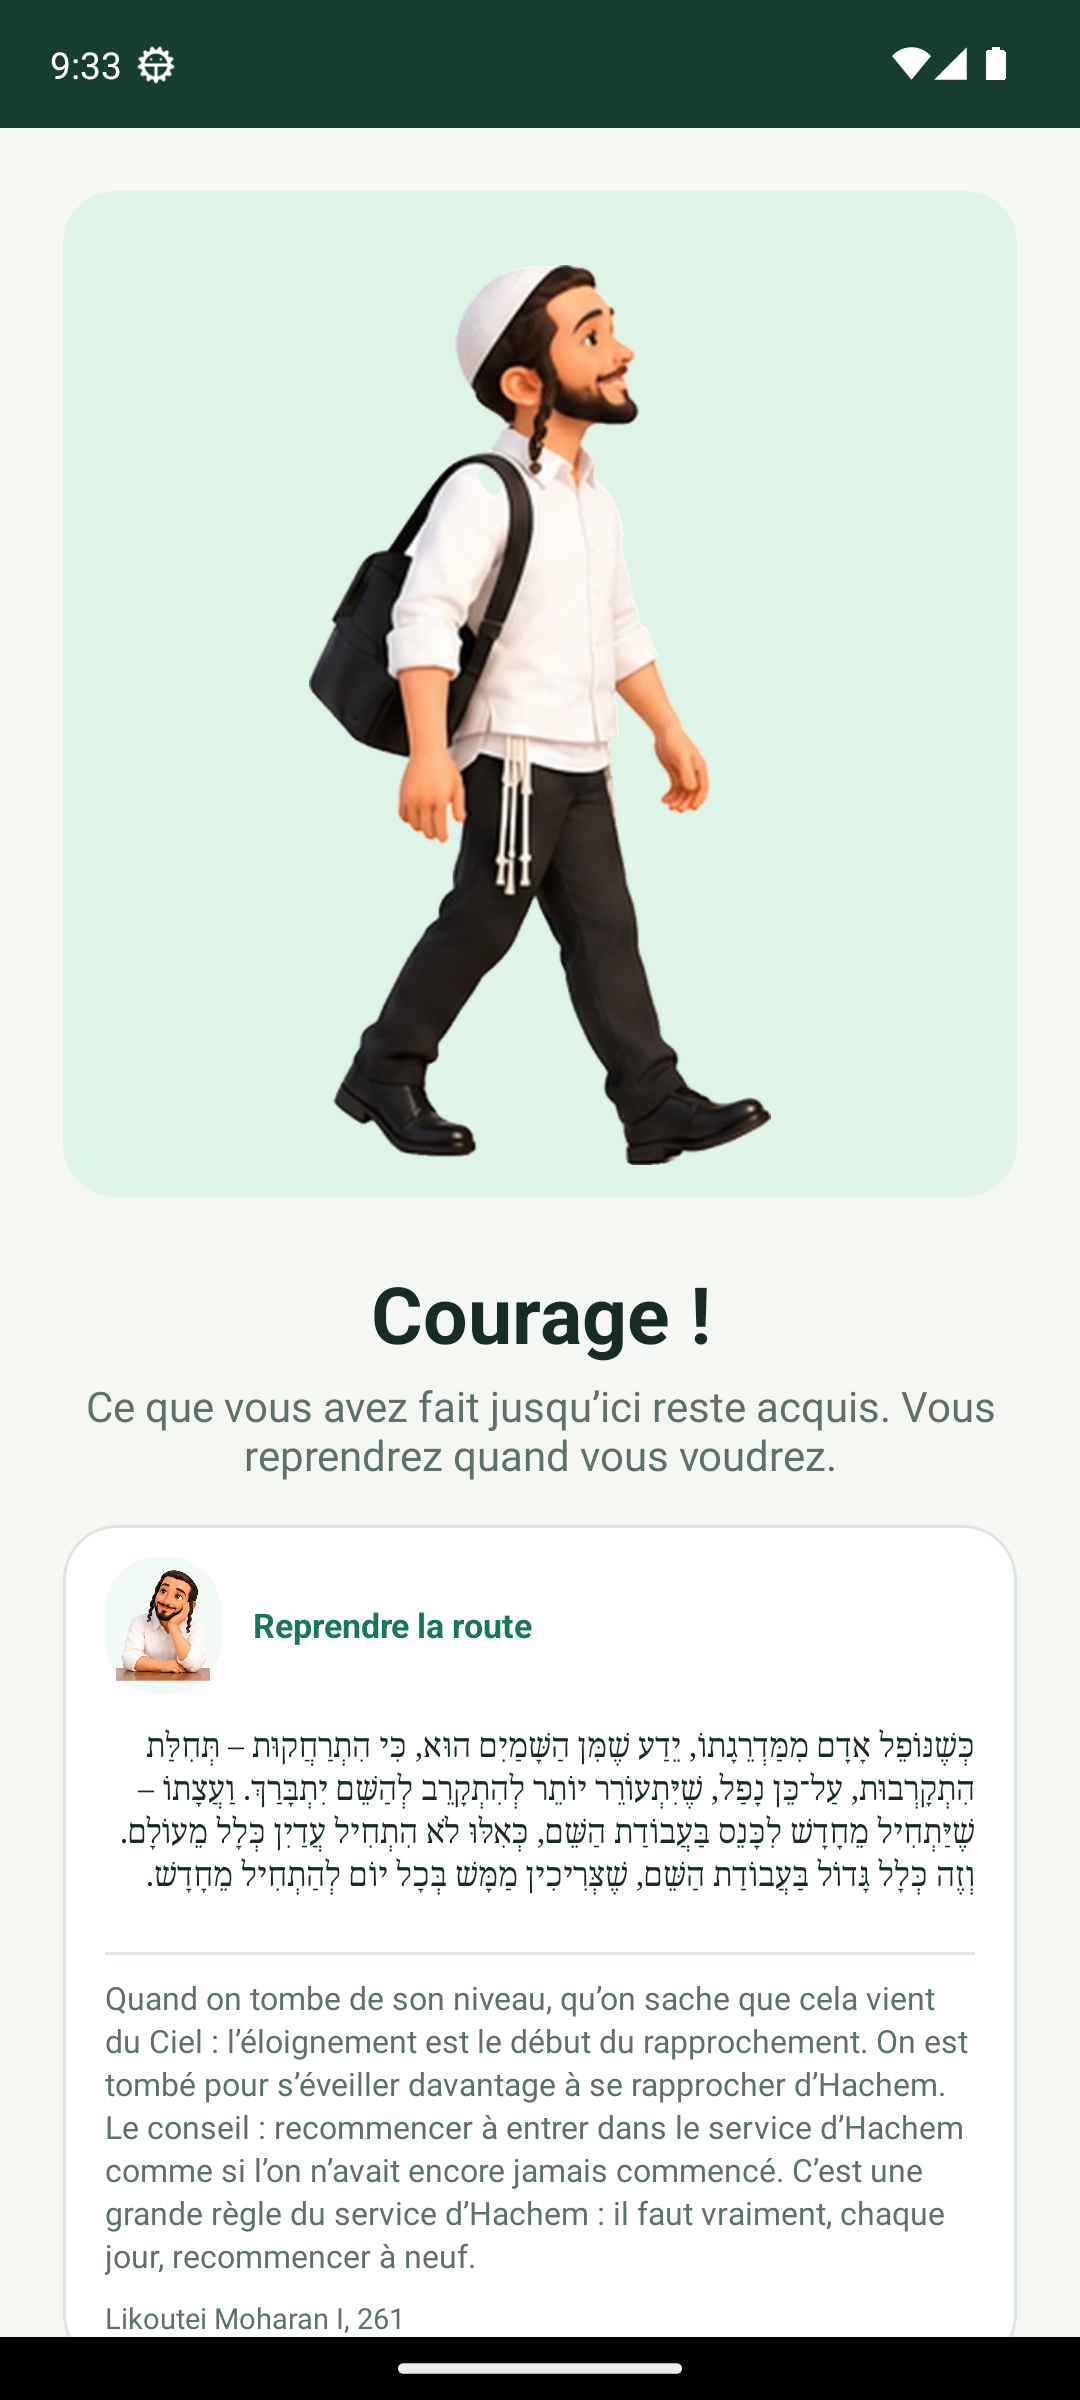 9:33
Courage !
Ce que vous avez fait jusqu’ici reste acquis. Vous
reprendrez quand vous voudrez.
Reprendre la route
כְּשֶׁנּוֹפֵל אָדָם מִמַּדְרֵגָתוֹ, יֵדַע שֶׁמִּן הַשָּׁמַיִם הוּא, כִּי הִתְרַחֲקוּת – תְּחִלַּת
הִתְקָרְבוּת, עַל־כֵּן נָפַל, שֶׁיִּתְעוֹרֵר יוֹתֵר לְהִתְקָרֵב לְהַשֵּׁם יִתְבָּרַךְ. וַעֲצָתוֹ –
שֶׁיַּתְחִיל מֵחָדָשׁ לִכָּנֵס בַּעֲבוֹדַת הַשֵּׁם, כְּאִלּוּ לֹא הִתְחִיל עֲדַיִן כְּלָל מֵעוֹלָם.
וְזֶה כְּלָל גָּדוֹל בַּעֲבוֹדַת הַשֵּׁם, שֶׁצְּרִיכִין מַמָּשׁ בְּכָל יוֹם לְהַתְחִיל מֵחָדָשׁ.
Quand on tombe de son niveau, qu’on sache que cela vient
du Ciel : l’éloignement est le début du rapprochement. On est
tombé pour s’éveiller davantage à se rapprocher d’Hachem.
Le conseil : recommencer à entrer dans le service d’Hachem
comme si l’on n’avait encore jamais commencé. C’est une
grande règle du service d’Hachem : il faut vraiment, chaque
jour, recommencer à neuf.
Likoutei Moharan I, 261